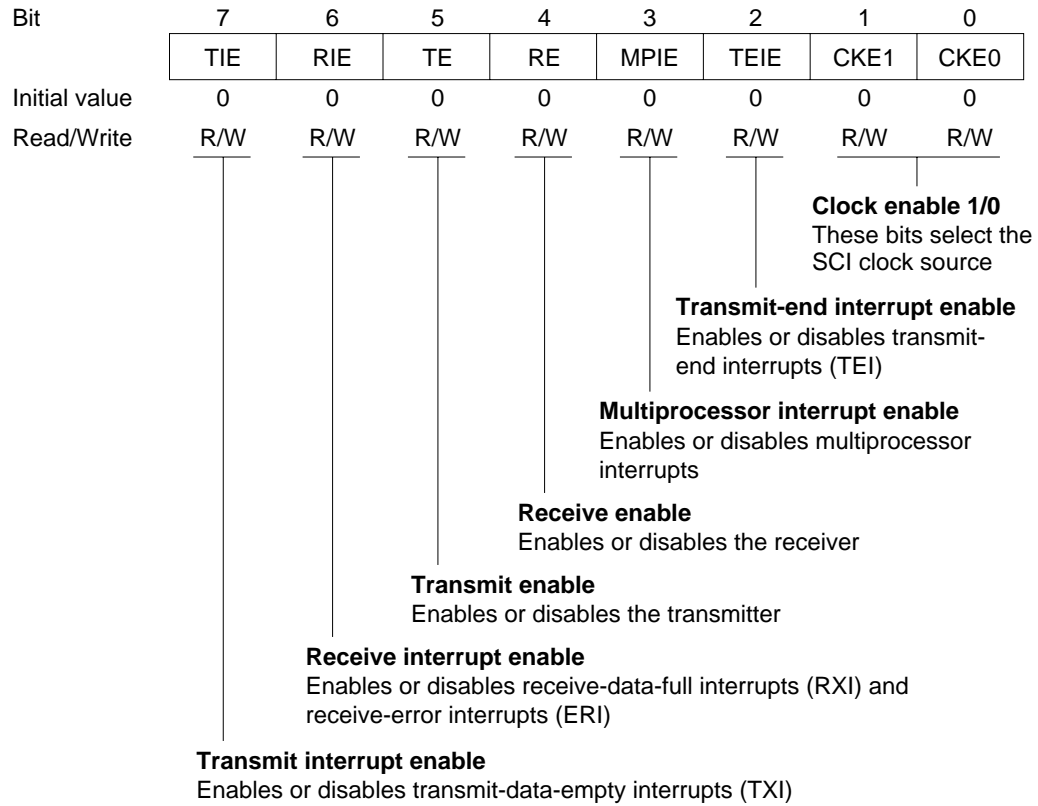 Bit 7 6 5 4 3 2 1 0
TIE RIE TE RE MPIE TEIE CKE1 CKE0
Initial value 0 0 0 0 0 0 0 0
Read/Write R/W R/W R/W R/W R/W R/W R/W R/W
Clock enable 1/0
These bits select the
SCI clock source
Transmit-end interrupt enable
Enables or disables transmit-
end interrupts (TEI)
Multiprocessor interrupt enable
Enables or disables multiprocessor
interrupts
Receive enable
Enables or disables the receiver
Transmit enable
Enables or disables the transmitter
Receive interrupt enable
Enables or disables receive-data-full interrupts (RXI) and
receive-error interrupts (ERI)
Transmit interrupt enable
Enables or disables transmit-data-empty interrupts (TXI)